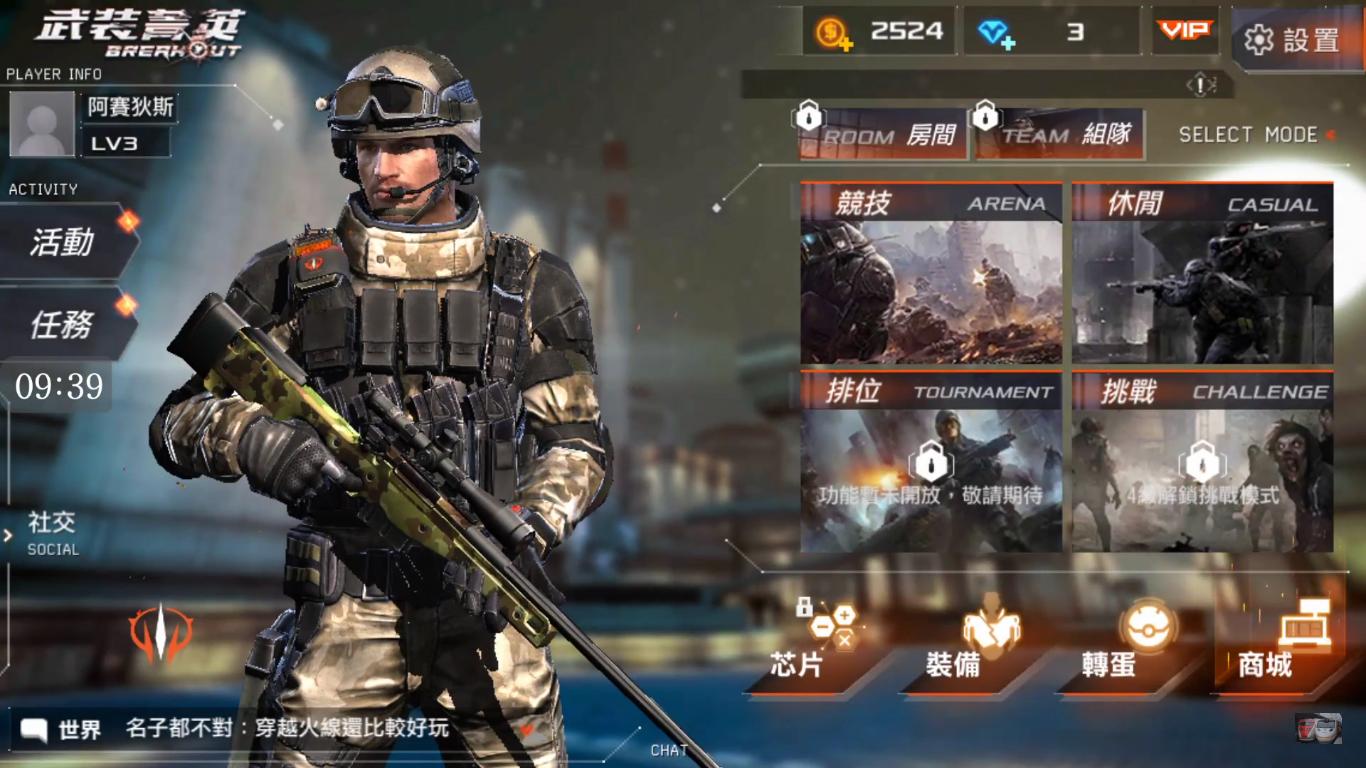 武装菁英
BREAKOUT
2524
3
VIP
設置
PLAYER INFO
阿賽狄斯
LV3
ROOM 房間
TEAM 組隊
SELECT MODE
ACTIVITY
活動
任務
09:39
競技 ARENA
休閒 CASUAL
排位 TOURNAMENT
功能暫未開放，敬請期待
挑戰 CHALLENGE
4級解鎖挑戰模式
社交
SOCIAL
芯片
裝備
轉蛋
商城
世界 名子都不對：穿越火線還比較好玩
CHAT